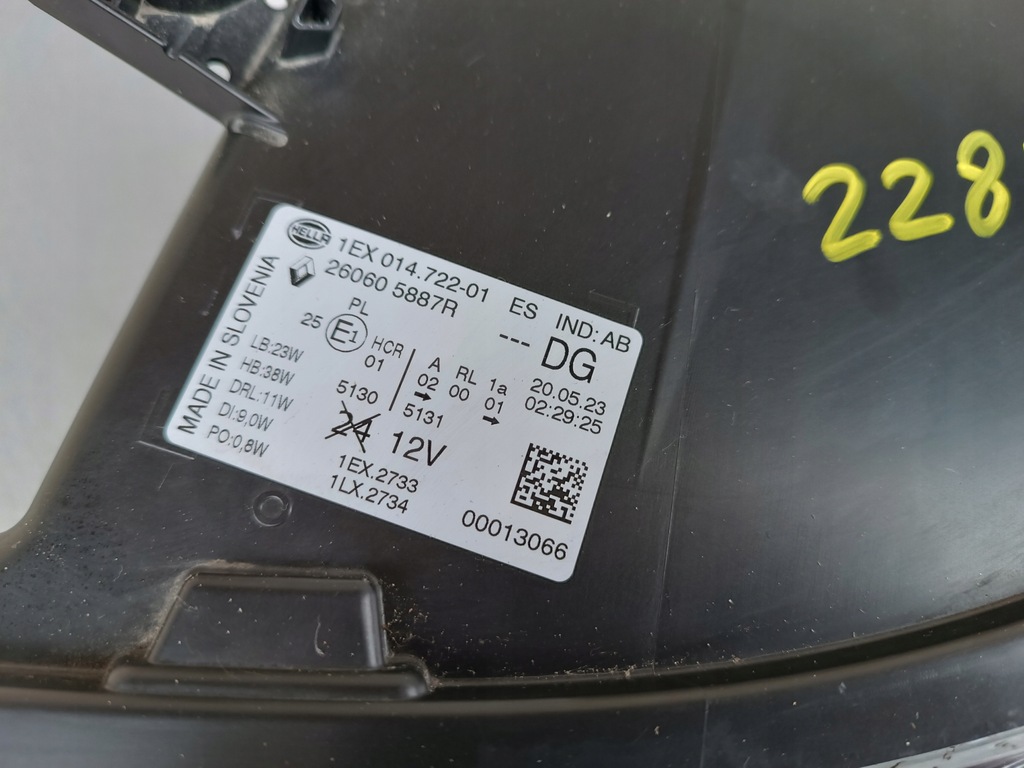 HELLA 1EX 014.722-01 ES IND: AB
26060 5887R --- DG
MADE IN SLOVENIA
LB:23W
HB:38W
DRL:11W
DI:9,0W
PO:0,8W
PL
25 E1 HCR A RL 1a 20.05.23
01 02 00 01 02:29:25
5130 5131
24 12V
1EX.2733
1LX.2734
00013066
228